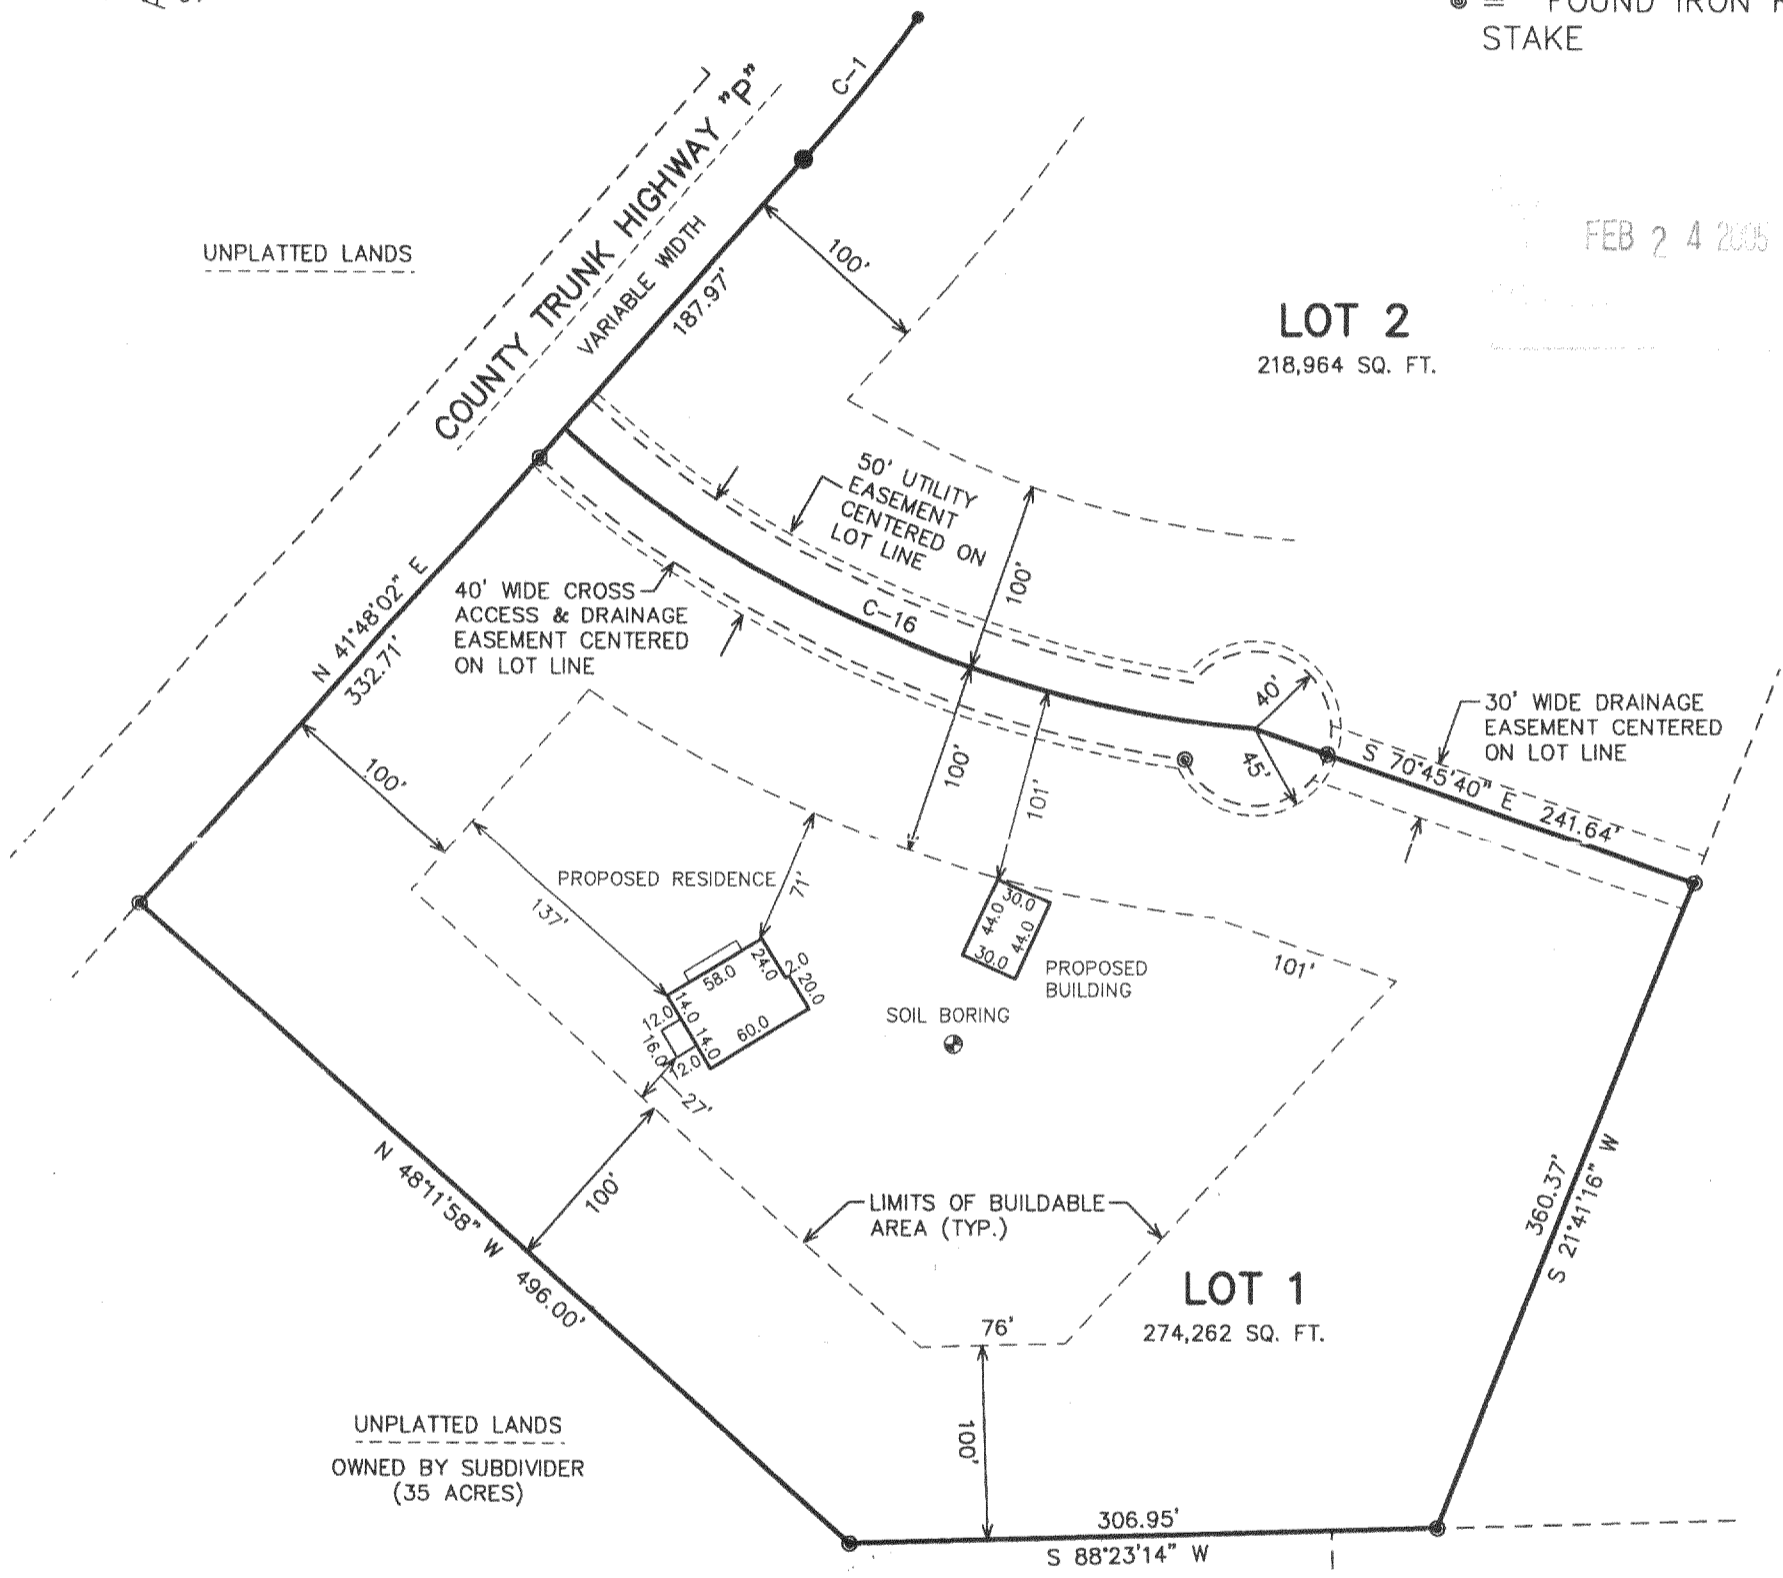 FOUND IRON
STAKE
C-1
COUNTY TRUNK HIGHWAY "P"
VARIABLE WIDTH
187.97'
100'
UNPLATTED LANDS
FEB 24 2005
LOT 2
218,964 SQ. FT.
50' UTILITY
EASEMENT
CENTERED ON
LOT LINE
100'
N 41°48'02" E
332.71'
40' WIDE CROSS
ACCESS & DRAINAGE
EASEMENT CENTERED
ON LOT LINE
C-16
40'
45'
30' WIDE DRAINAGE
EASEMENT CENTERED
ON LOT LINE
S 70°45'40" E 241.64'
100'
100'
101'
PROPOSED RESIDENCE
137'
71'
58.0
24.0
2.0
20.0
14.0
12.0
16.0
14.0
12.0
60.0
27'
30.0
44.0
44.0
30.0
PROPOSED
BUILDING
101'
SOIL BORING
N 48°11'58" W 496.00'
100'
LIMITS OF BUILDABLE
AREA (TYP.)
360.37'
S 21°41'16" W
LOT 1
274,262 SQ. FT.
76'
100'
UNPLATTED LANDS
OWNED BY SUBDIVIDER
(35 ACRES)
306.95'
S 88°23'14" W